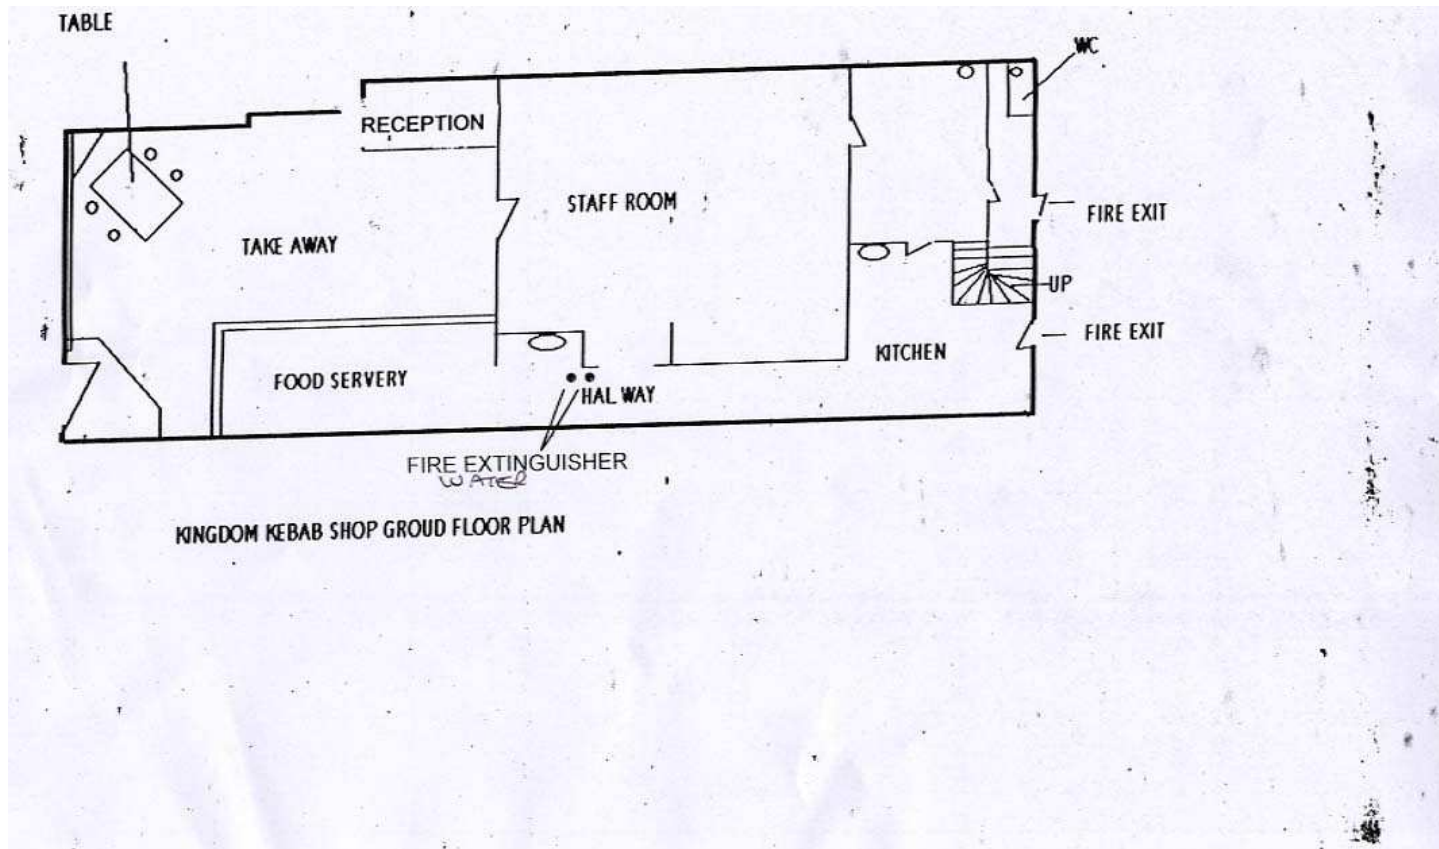 TABLE
WC
RECEPTION
STAFF ROOM
FIRE EXIT
TAKE AWAY
UP
FIRE EXIT
KITCHEN
FOOD SERVERY
HAL WAY
FIRE EXTINGUISHER
WATER
KINGDOM KEBAB SHOP GROUD FLOOR PLAN